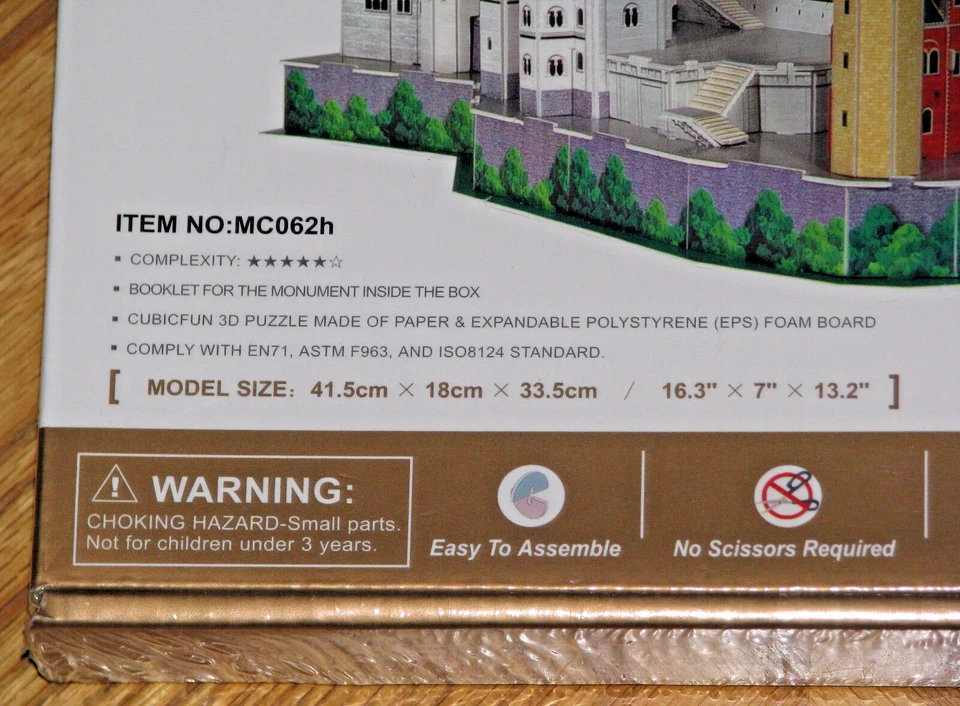 ITEM NO:MC062h
▪ COMPLEXITY: ★★★★★☆
▪ BOOKLET FOR THE MONUMENT INSIDE THE BOX
▪ CUBICFUN 3D PUZZLE MADE OF PAPER & EXPANDABLE POLYSTYRENE (EPS) FOAM BOARD
▪ COMPLY WITH EN71, ASTM F963, AND ISO8124 STANDARD.
[ MODEL SIZE: 41.5cm × 18cm × 33.5cm / 16.3" × 7" × 13.2" ]
WARNING:
CHOKING HAZARD-Small parts.
Not for children under 3 years.
Easy To Assemble
No Scissors Required